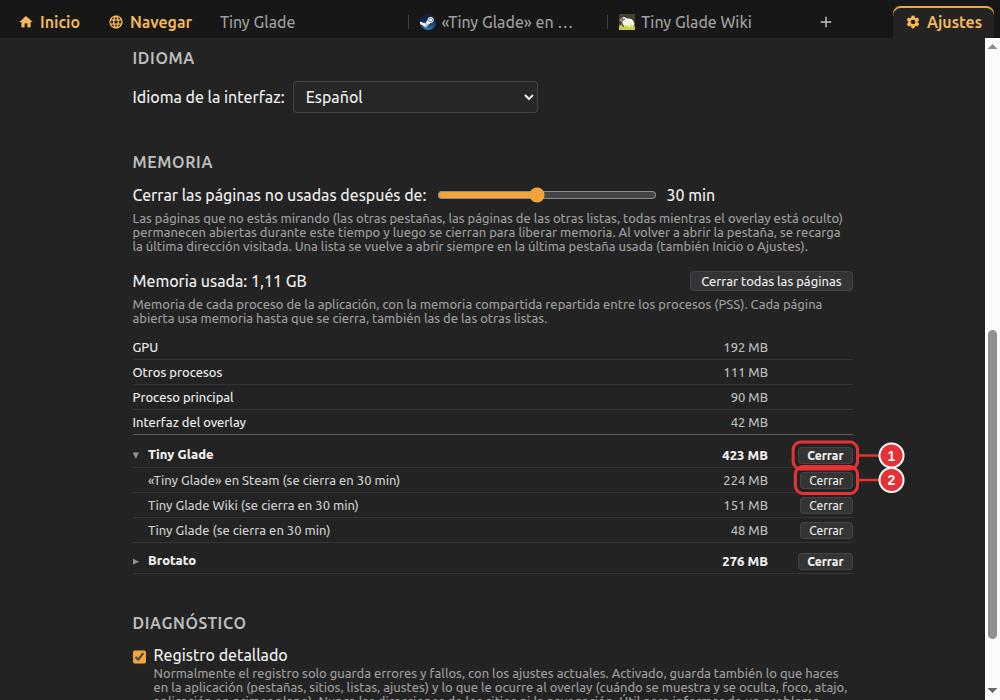 Inicio Navegar Tiny Glade «Tiny Glade» en … Tiny Glade Wiki + Ajustes
IDIOMA
Idioma de la interfaz: Español
MEMORIA
Cerrar las páginas no usadas después de: 30 min
Las páginas que no estás mirando (las otras pestañas, las páginas de las otras listas, todas mientras el overlay está oculto)
permanecen abiertas durante este tiempo y luego se cierran para liberar memoria. Al volver a abrir la pestaña, se recarga
la última dirección visitada. Una lista se vuelve a abrir siempre en la última pestaña usada (también Inicio o Ajustes).
Memoria usada: 1,11 GB Cerrar todas las páginas
Memoria de cada proceso de la aplicación, con la memoria compartida repartida entre los procesos (PSS). Cada página
abierta usa memoria hasta que se cierra, también las de las otras listas.
GPU 192 MB
Otros procesos 111 MB
Proceso principal 90 MB
Interfaz del overlay 42 MB
Tiny Glade 423 MB Cerrar 1
«Tiny Glade» en Steam (se cierra en 30 min) 224 MB Cerrar 2
Tiny Glade Wiki (se cierra en 30 min) 151 MB Cerrar
Tiny Glade (se cierra en 30 min) 48 MB Cerrar
Brotato 276 MB Cerrar
DIAGNÓSTICO
Registro detallado
Normalmente el registro solo guarda errores y fallos, con los ajustes actuales. Activado, guarda también lo que haces
en la aplicación (pestañas, sitios, listas, ajustes) y lo que le ocurre al overlay (cuándo se muestra y se oculta, foco, atajo,